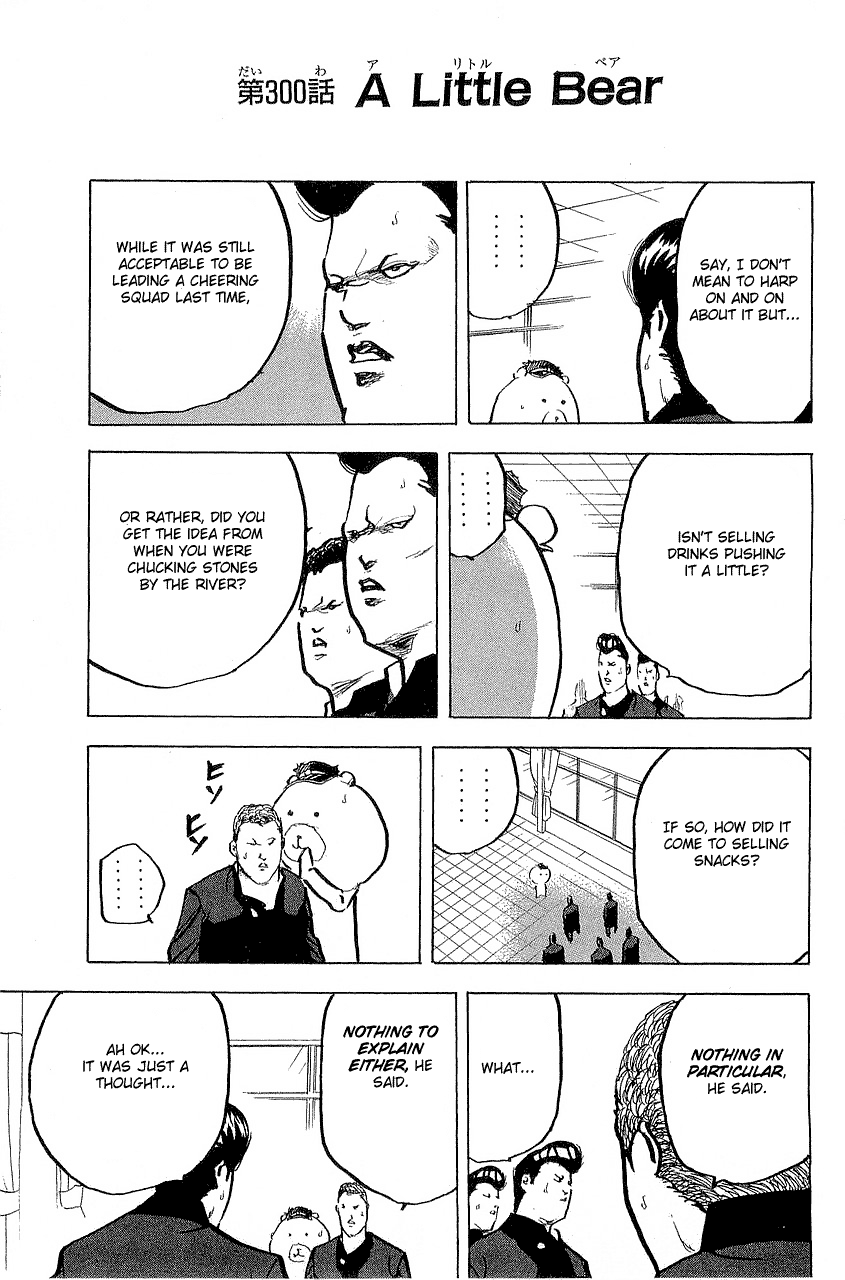 第300話 A Little Bear
だい わ ア リトル ベア
SAY, I DON'T
MEAN TO HARP
ON AND ON
ABOUT IT BUT...
WHILE IT WAS STILL
ACCEPTABLE TO BE
LEADING A CHEERING
SQUAD LAST TIME,
ISN'T SELLING
DRINKS PUSHING
IT A LITTLE?
OR RATHER, DID YOU
GET THE IDEA FROM
WHEN YOU WERE
CHUCKING STONES
BY THE RIVER?
IF SO, HOW DID IT
COME TO SELLING
SNACKS?
ヒソ
ヒソ
NOTHING IN
PARTICULAR,
HE SAID.
WHAT...
NOTHING TO
EXPLAIN
EITHER, HE
SAID.
AH OK...
IT WAS JUST A
THOUGHT...